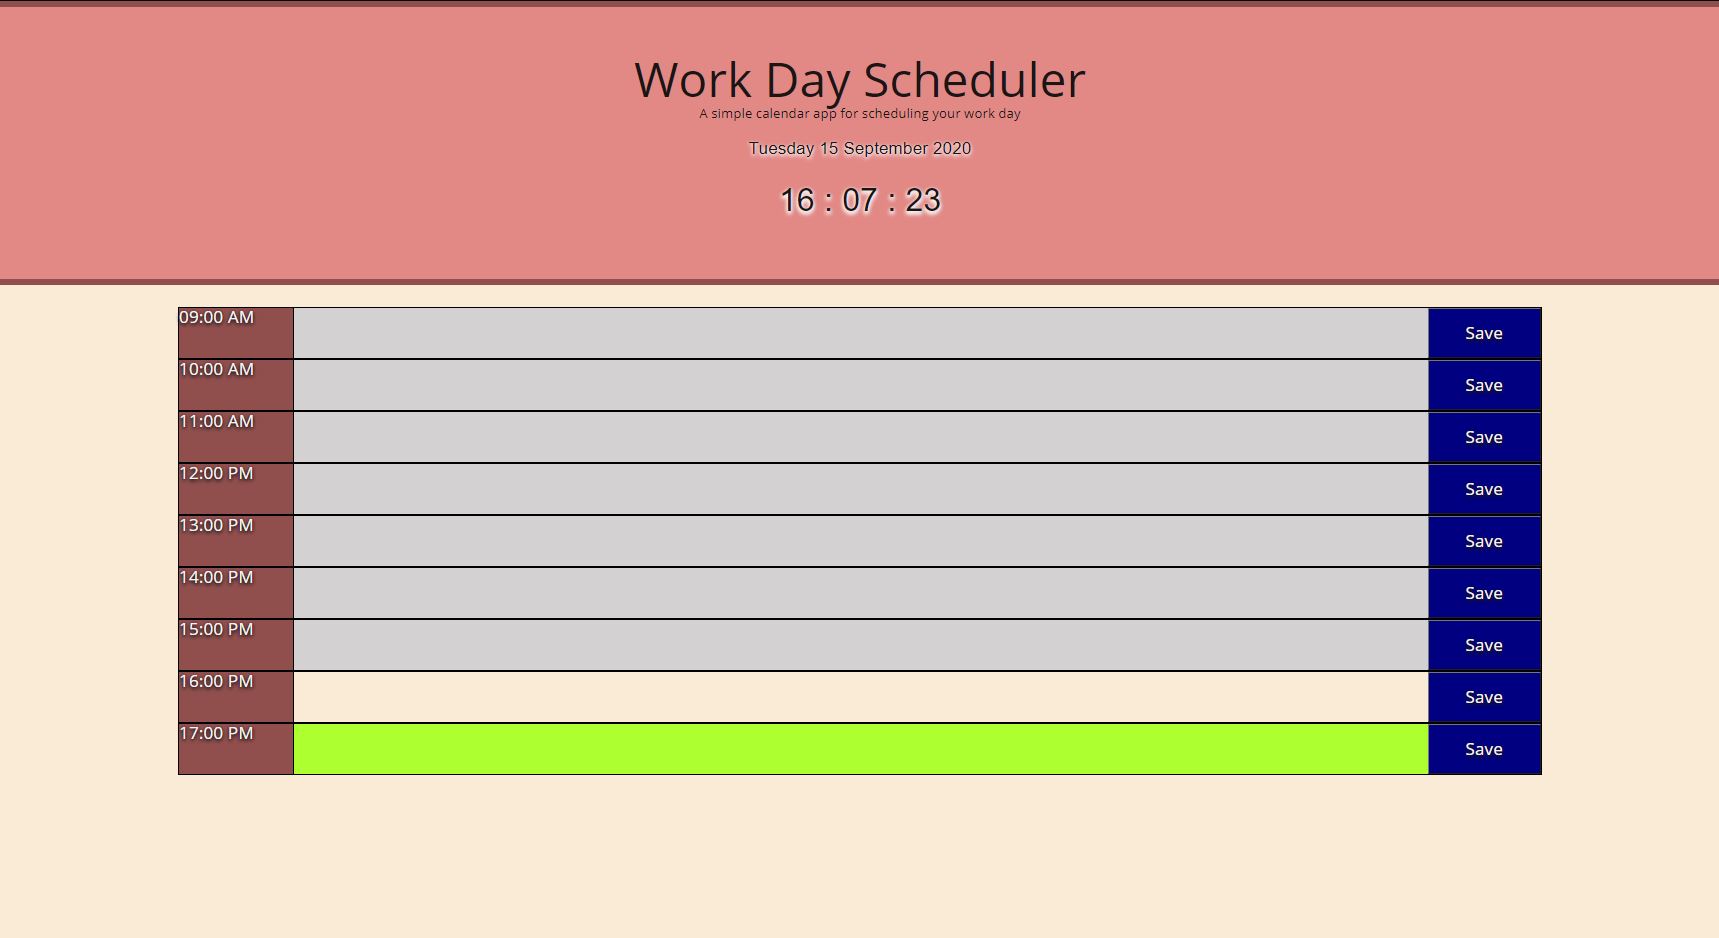 Work Day Scheduler
A simple calendar app for scheduling your work day
Tuesday 15 September 2020
16 : 07 : 23
09:00 AM Save
10:00 AM Save
11:00 AM Save
12:00 PM Save
13:00 PM Save
14:00 PM Save
15:00 PM Save
16:00 PM Save
17:00 PM Save